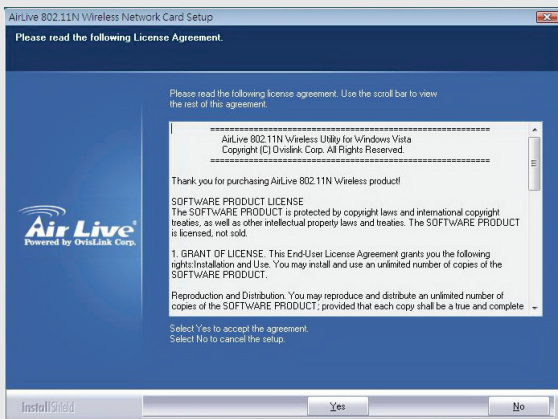 AirLive 802.11N Wireless Network Card Setup
Please read the following License Agreement.
Please read the following license agreement. Use the scroll bar to view
the rest of this agreement.
============================================================
AirLive 802.11N Wireless Utility for Windows Vista
Copyright (C) Ovislink Corp. All Rights Reserved.
============================================================
Thank you for purchasing AirLive 802.11N Wireless product!
SOFTWARE PRODUCT LICENSE
The SOFTWARE PRODUCT is protected by copyright laws and international copyright
treaties, as well as other intellectual property laws and treaties. The SOFTWARE PRODUCT
is licensed, not sold.
1. GRANT OF LICENSE. This End-User License Agreement grants you the following
rights:Installation and Use. You may install and use an unlimited number of copies of the
SOFTWARE PRODUCT.
Reproduction and Distribution. You may reproduce and distribute an unlimited number of
copies of the SOFTWARE PRODUCT; provided that each copy shall be a true and complete
Air Live®
Powered by OvisLink Corp.
Select Yes to accept the agreement.
Select No to cancel the setup.
InstallShield
Yes
No